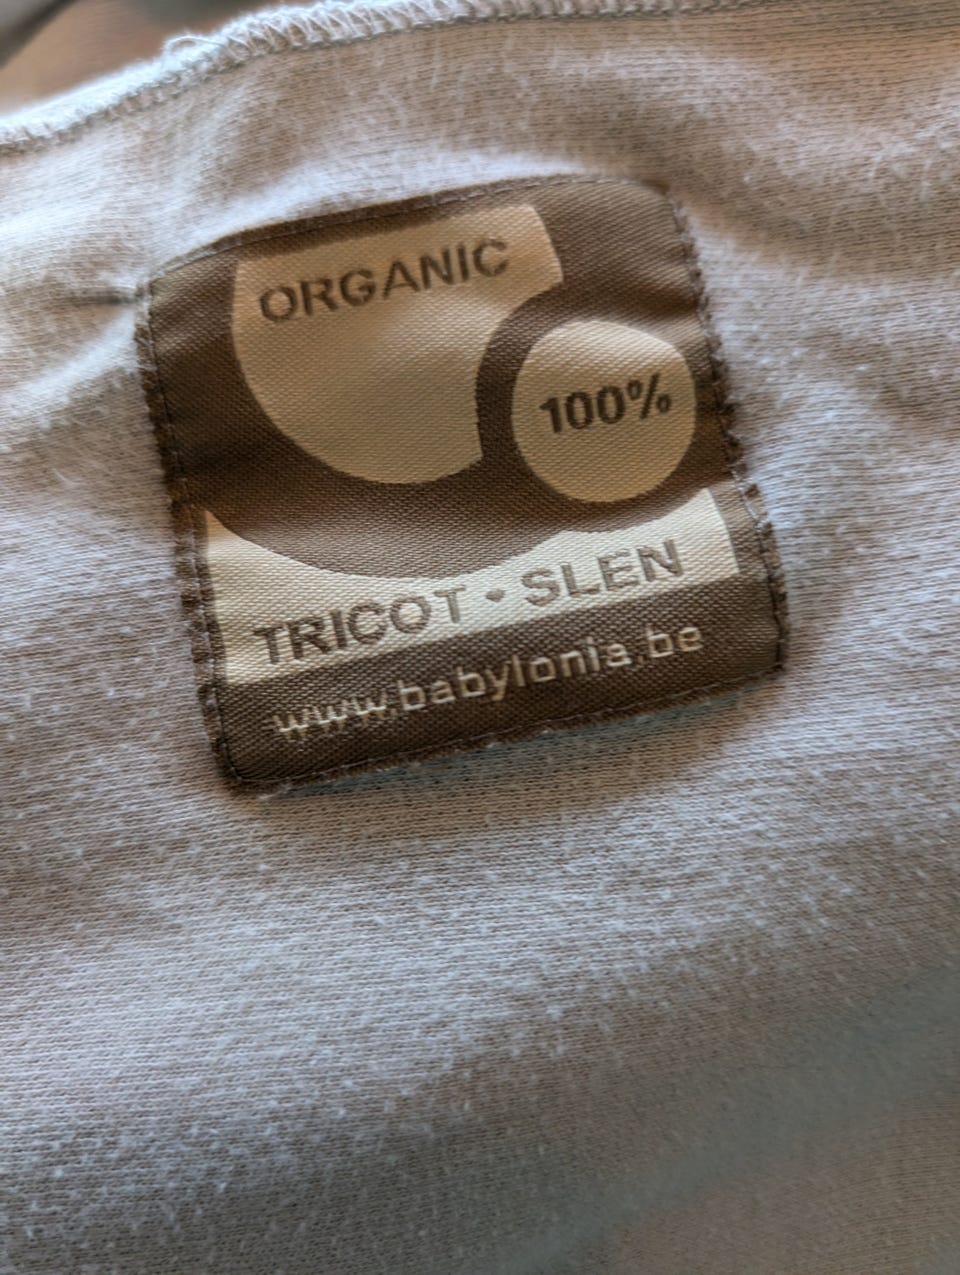 ORGANIC
100%
TRICOT • SLEN
www.babylonia.be